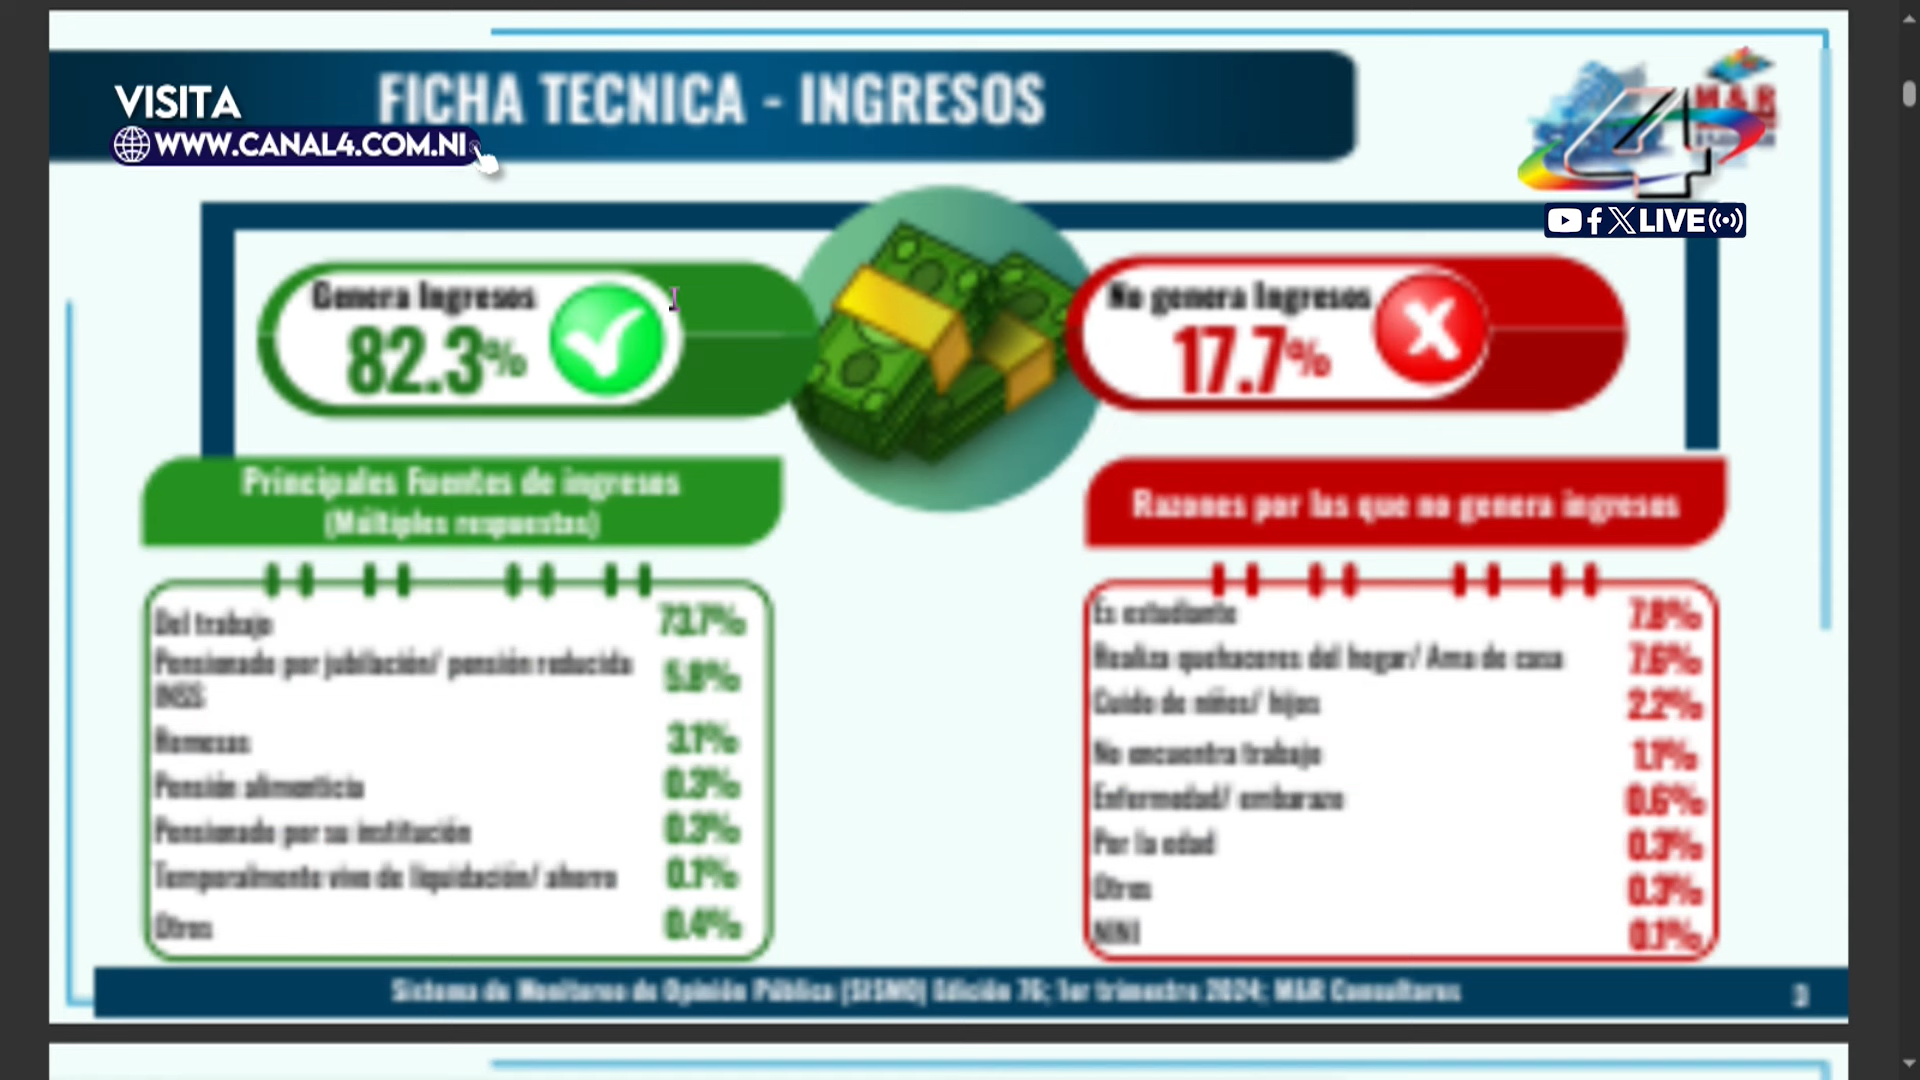 VISITA
WWW.CANAL4.COM.NI
FICHA TECNICA - INGRESOS
4
M&R
LIVE
Genera Ingresos
82.3%
No genera Ingresos
17.7%
Principales Fuentes de ingresos
(Múltiples respuestas)
Del trabajo 73.7%
Pensionado por jubilación/ pensión reducida
INSS 5.8%
Remesas 3.1%
Pensión alimenticia 0.3%
Pensionado por su institución 0.3%
Temporalmente vive de liquidación/ ahorro 0.1%
Otros 0.4%
Razones por las que no genera ingresos
Es estudiante 7.8%
Realiza quehaceres del hogar/ Ama de casa 7.6%
Cuido de niños/ hijos 2.2%
No encuentra trabajo 1.1%
Enfermedad/ embarazo 0.6%
Por la edad 0.3%
Otros 0.3%
NINI 0.1%
Sistema de Monitoreo de Opinión Pública (SISMO) Edición 76; 1er trimestre 2024; M&R Consultores
3